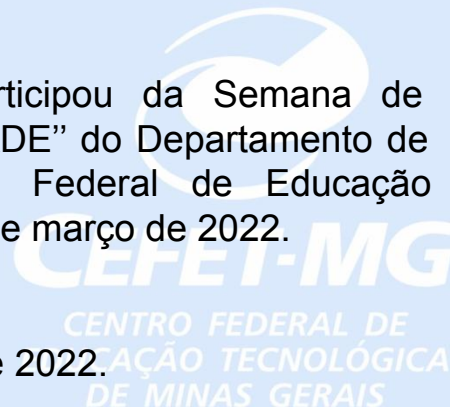 rticipou da Semana de
DE” do Departamento de
Federal de Educação
e março de 2022.
CEFET-MG
CENTRO FEDERAL DE
EDUCAÇÃO TECNOLÓGICA
e 2022.
DE MINAS GERAIS